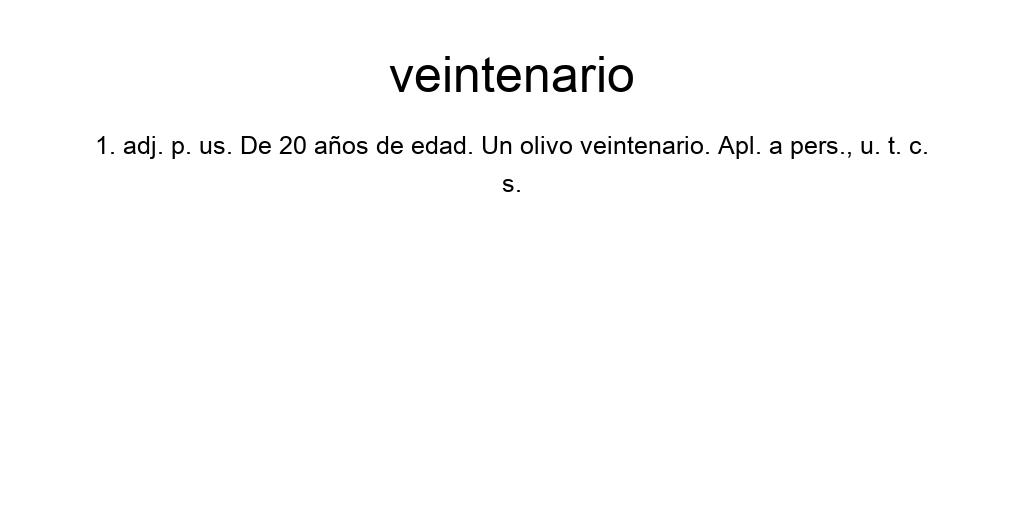 veintenario
1. adj. p. us. De 20 años de edad. Un olivo veintenario. Apl. a pers., u. t. c.
s.